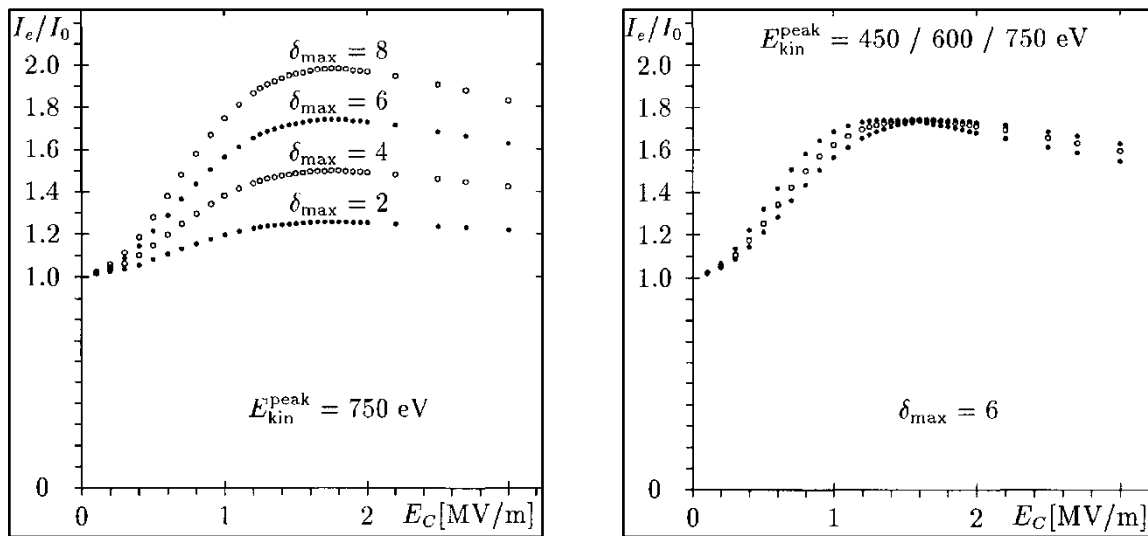 I_e/I_0
2.0
1.8
1.6
1.4
1.2
1.0
0
δ_max = 8
δ_max = 6
δ_max = 4
δ_max = 2
E_kin^peak = 750 eV
0 1 2 E_C[MV/m]
I_e/I_0
E_kin^peak = 450 / 600 / 750 eV
2.0
1.8
1.6
1.4
1.2
1.0
0
δ_max = 6
0 1 2 E_C[MV/m]